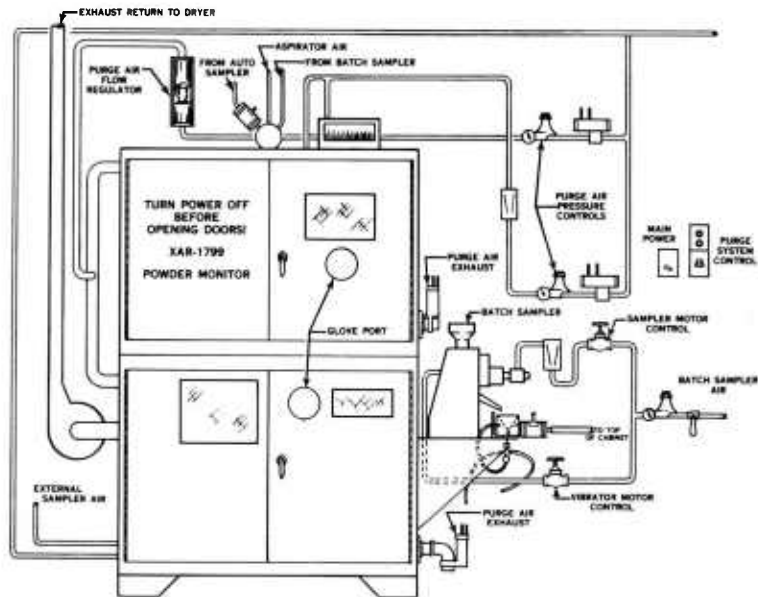 EXHAUST RETURN TO DRYER
ASPIRATOR AIR
FROM BATCH SAMPLER
FROM AUTO
SAMPLER
PURGE AIR
FLOW
REGULATOR
TURN POWER OFF
BEFORE
OPENING DOORS!
XAR-1799
POWDER MONITOR
PURGE AIR
PRESSURE
CONTROLS
MAIN
POWER
PURGE
SYSTEM
CONTROL
PURGE AIR
EXHAUST
BATCH SAMPLER
SAMPLER MOTOR
CONTROL
GLOVE PORT
BATCH SAMPLER
AIR
TO TOP
OF CABINET
EXTERNAL
SAMPLER AIR
PURGE AIR
EXHAUST
VIBRATOR MOTOR
CONTROL